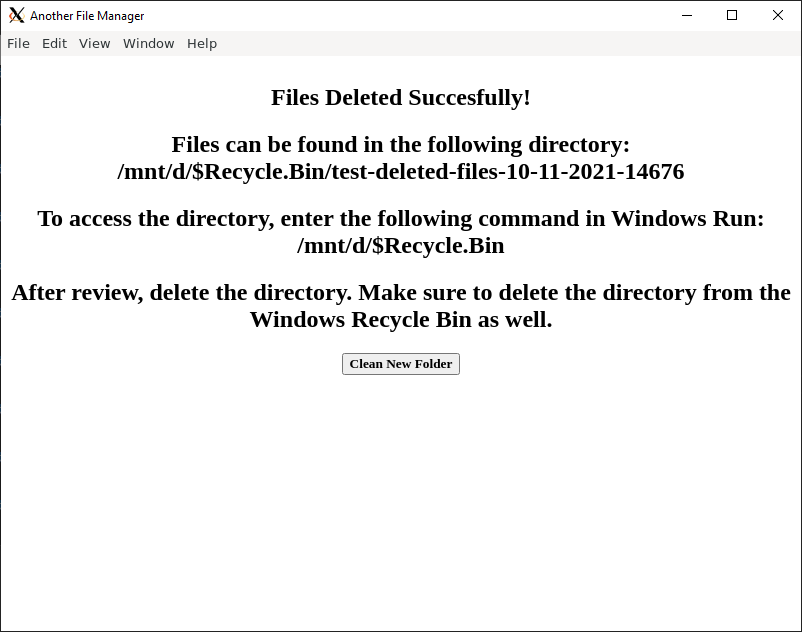 Another File Manager
File Edit View Window Help
Files Deleted Succesfully!
Files can be found in the following directory:
/mnt/d/$Recycle.Bin/test-deleted-files-10-11-2021-14676
To access the directory, enter the following command in Windows Run:
/mnt/d/$Recycle.Bin
After review, delete the directory. Make sure to delete the directory from the
Windows Recycle Bin as well.
Clean New Folder